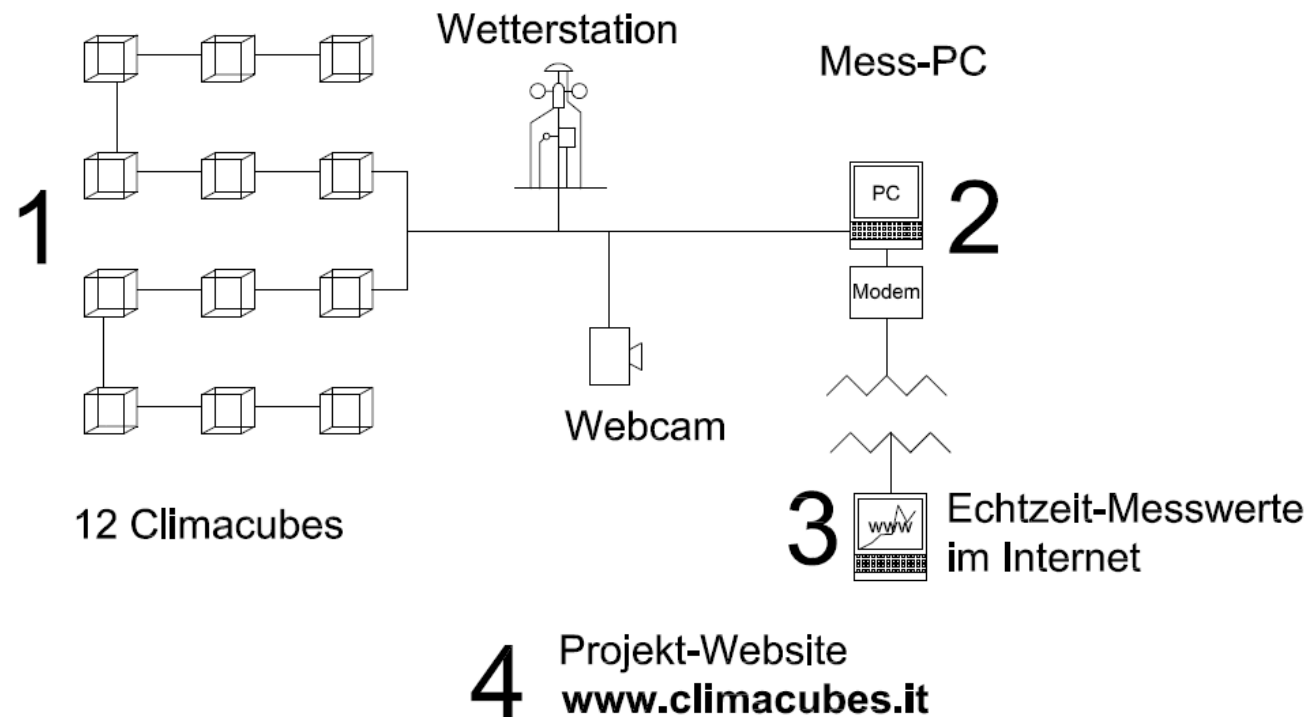 Wetterstation
Mess-PC
1
PC
2
Modem
Webcam
12 Climacubes
3
www
Echtzeit-Messwerte
im Internet
4
Projekt-Website
www.climacubes.it